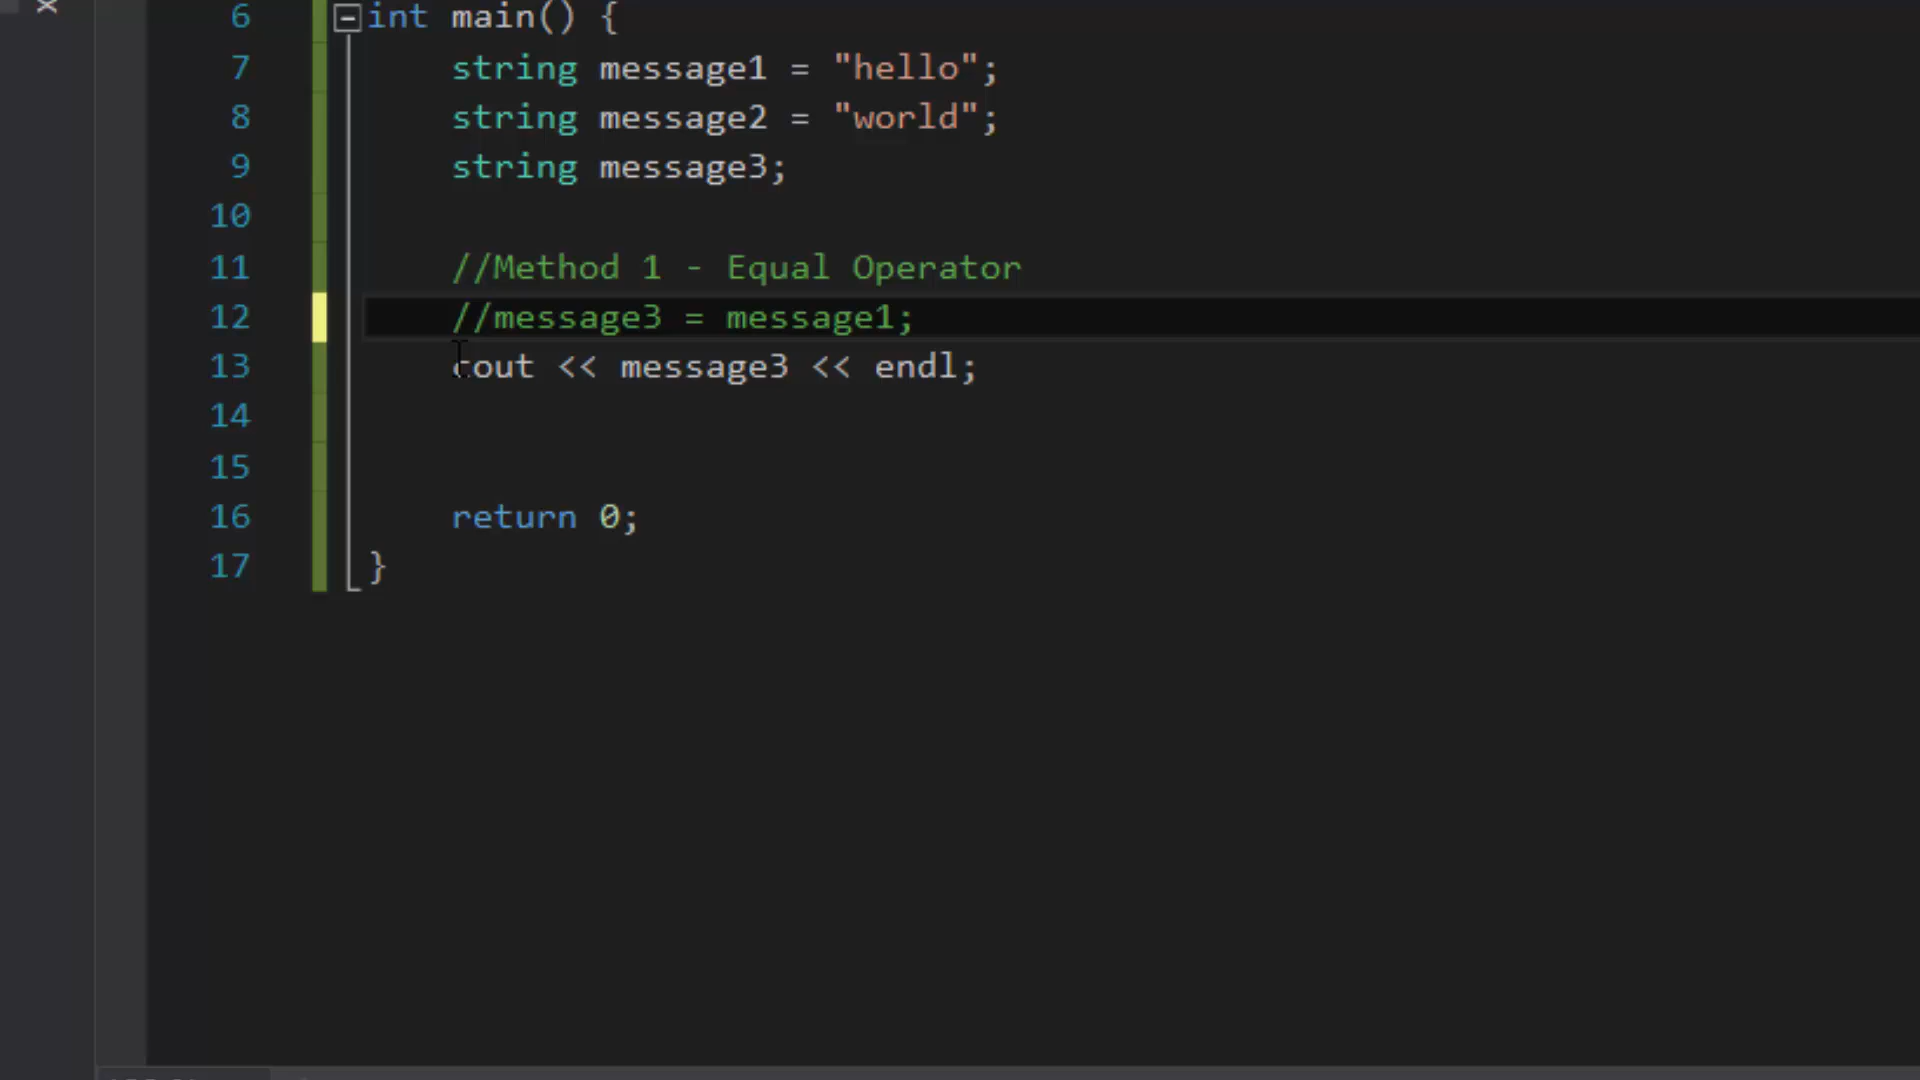 6 int main() {
7 string message1 = "hello";
8 string message2 = "world";
9 string message3;
10
11 //Method 1 - Equal Operator
12 //message3 = message1;
13 cout << message3 << endl;
14
15
16 return 0;
17 }